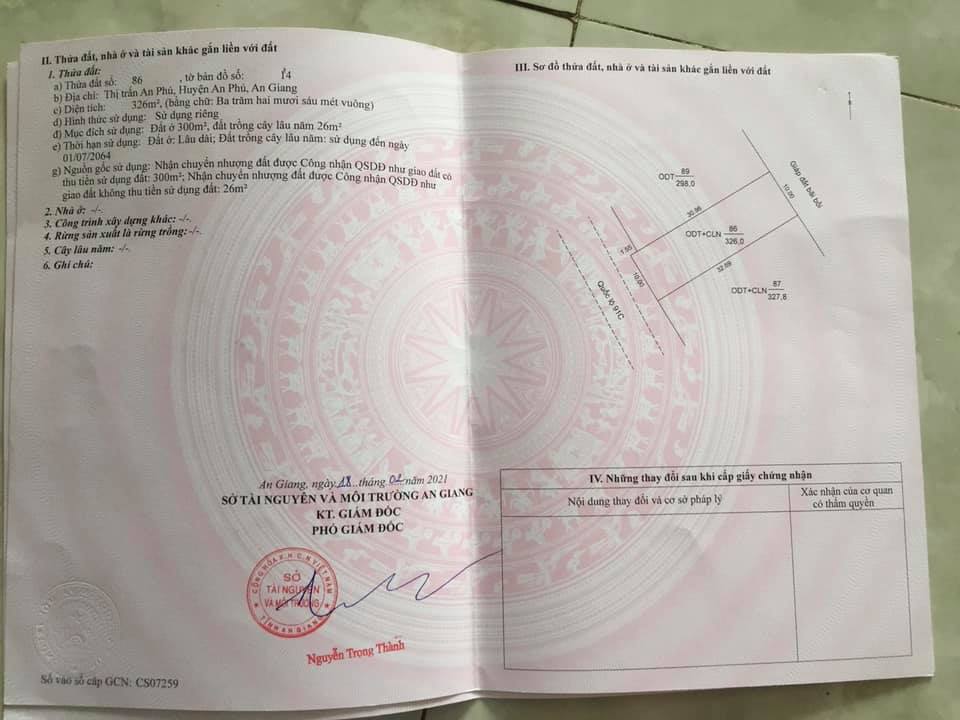 II. Thửa đất, nhà ở và tài sản khác gắn liền với đất
1. Thửa đất:
a) Thửa đất số: 86 , tờ bản đồ số: 14
b) Địa chỉ: Thị trấn An Phú, Huyện An Phú, An Giang
c) Diện tích: 326m², (bằng chữ: Ba trăm hai mươi sáu mét vuông)
d) Hình thức sử dụng: Sử dụng riêng
đ) Mục đích sử dụng: Đất ở 300m², đất trồng cây lâu năm 26m²
e) Thời hạn sử dụng: Đất ở: Lâu dài; Đất trồng cây lâu năm: sử dụng đến ngày
01/07/2064
g) Nguồn gốc sử dụng: Nhận chuyển nhượng đất được Công nhận QSDĐ như giao đất có
thu tiền sử dụng đất: 300m²; Nhận chuyển nhượng đất được Công nhận QSDĐ như
giao đất không thu tiền sử dụng đất: 26m²
2. Nhà ở: -/-.
3. Công trình xây dựng khác: -/-.
4. Rừng sản xuất là rừng trồng:-/-.
5. Cây lâu năm: -/-.
6. Ghi chú:
An Giang, ngày 18 tháng 02 năm 2021
SỞ TÀI NGUYÊN VÀ MÔI TRƯỜNG AN GIANG
KT. GIÁM ĐỐC
PHÓ GIÁM ĐỐC
CỘNG HÒA X.H.C.N VIỆT NAM
SỞ
TÀI NGUYÊN
VÀ MÔI TRƯỜNG
TỈNH AN GIANG
Nguyễn Trọng Thành
Số vào sổ cấp GCN: CS07259
III. Sơ đồ thửa đất, nhà ở và tài sản khác gắn liền với đất
Giáp đất bãi bồi
ODT 89
298,0
10.00
30.96
ODT+CLN 86
326,0
1.55
10.00
32.69
ODT+CLN 87
327,8
Quốc lộ 91C
IV. Những thay đổi sau khi cấp giấy chứng nhận
Nội dung thay đổi và cơ sở pháp lý
Xác nhận của cơ quan
có thẩm quyền